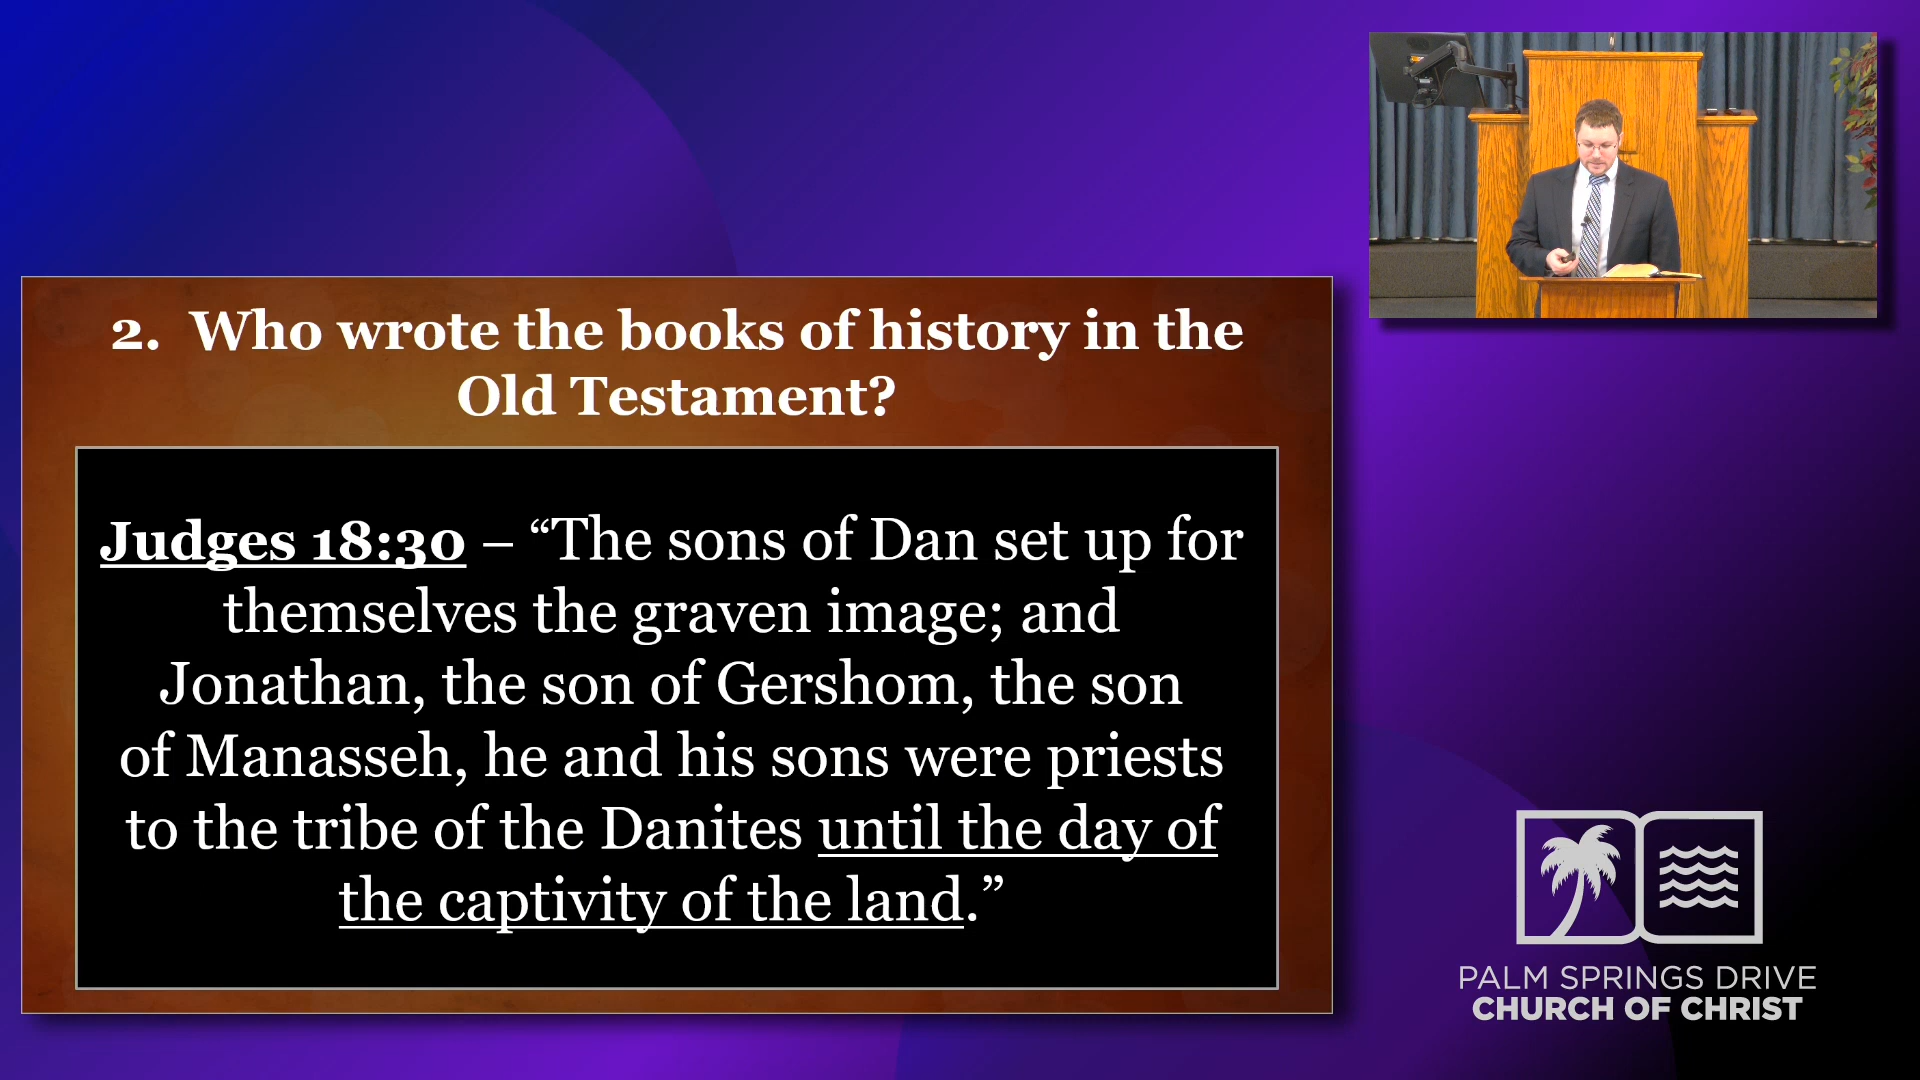 2. Who wrote the books of history in the
Old Testament?
Judges 18:30 – “The sons of Dan set up for
themselves the graven image; and
Jonathan, the son of Gershom, the son
of Manasseh, he and his sons were priests
to the tribe of the Danites until the day of
the captivity of the land.”
PALM SPRINGS DRIVE
CHURCH OF CHRIST